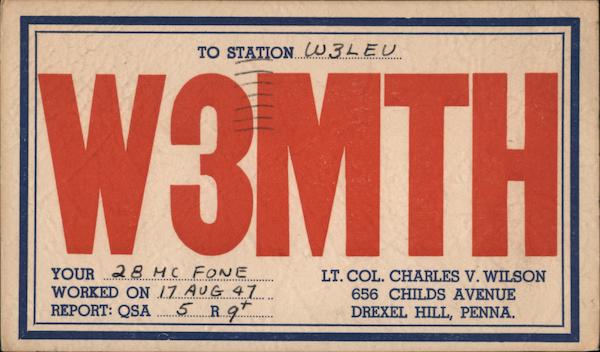 TO STATION W3LEU
W3MTH
YOUR 28 MC FONE
WORKED ON 17 AUG 47
REPORT: QSA 5 R 9+
LT. COL. CHARLES V. WILSON
656 CHILDS AVENUE
DREXEL HILL, PENNA.